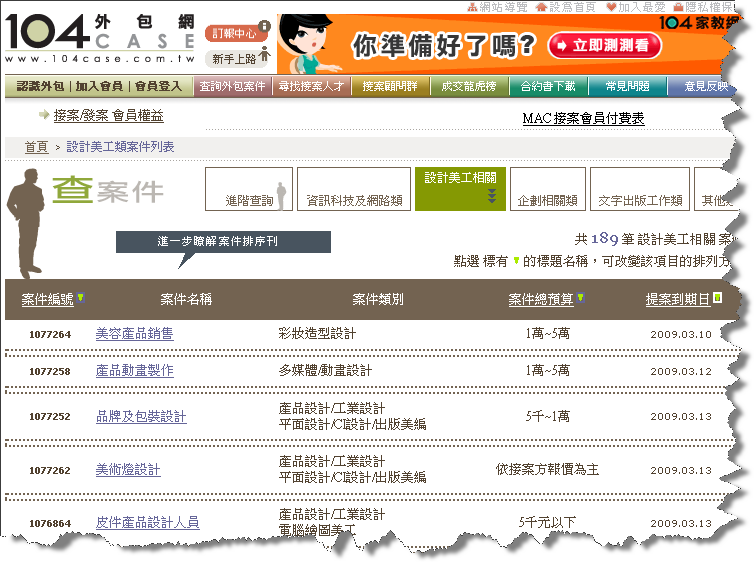 網站導覽 設為首頁 加入最愛 隱私權保
104 外包網
CASE
www.104case.com.tw
訂報中心
新手上路
104家教網
你準備好了嗎?
立即測測看
認識外包 | 加入會員 | 會員登入 查詢外包案件 尋找接案人才 接案顧問群 成交龍虎榜 合約書下載 常見問題 意見反映
接案/發案 會員權益
MAC接案會員付費表
首頁 > 設計美工類案件列表
查案件
進階查詢 資訊科技及網路類 設計美工相關 企劃相關類 文字出版工作類 其他
進一步瞭解案件排序刊
共 189 筆 設計美工相關 案
點選 標有 的標題名稱，可改變該項目的排列方
案件編號 案件名稱 案件類別 案件總預算 提案到期日
1077264 美容產品銷售 彩妝造型設計 1萬~5萬 2009.03.10
1077258 產品動畫製作 多媒體/動畫設計 1萬~5萬 2009.03.12
1077252 品牌及包裝設計 產品設計/工業設計 5千~1萬 2009.03.13
平面設計/CI設計/出版美編
1077262 美術燈設計 產品設計/工業設計 依接案方報價為主 2009.03.13
平面設計/CI設計/出版美編
1076864 皮件產品設計人員 產品設計/工業設計 5千元以下 2009.03.13
電腦繪圖美工